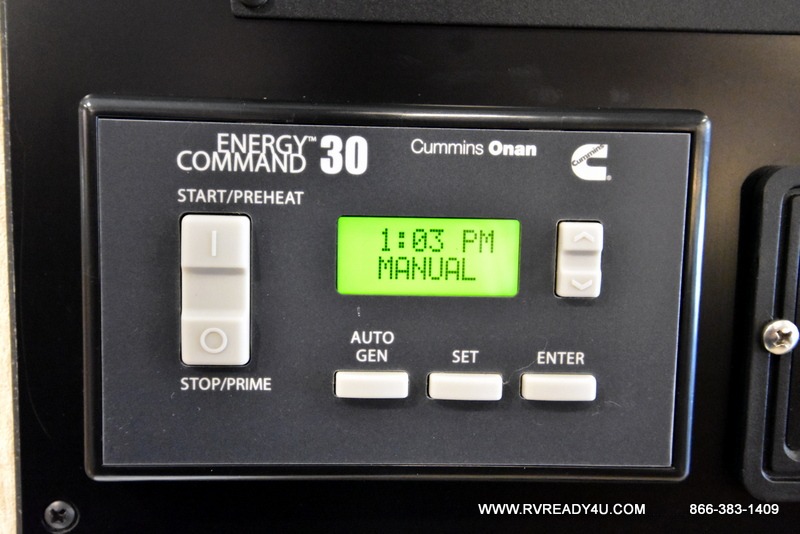 ENERGY™
COMMAND 30
Cummins Onan
Cummins
®
START/PREHEAT
1:03 PM
MANUAL
AUTO
GEN
SET
ENTER
STOP/PRIME
WWW.RVREADY4U.COM 866-383-1409